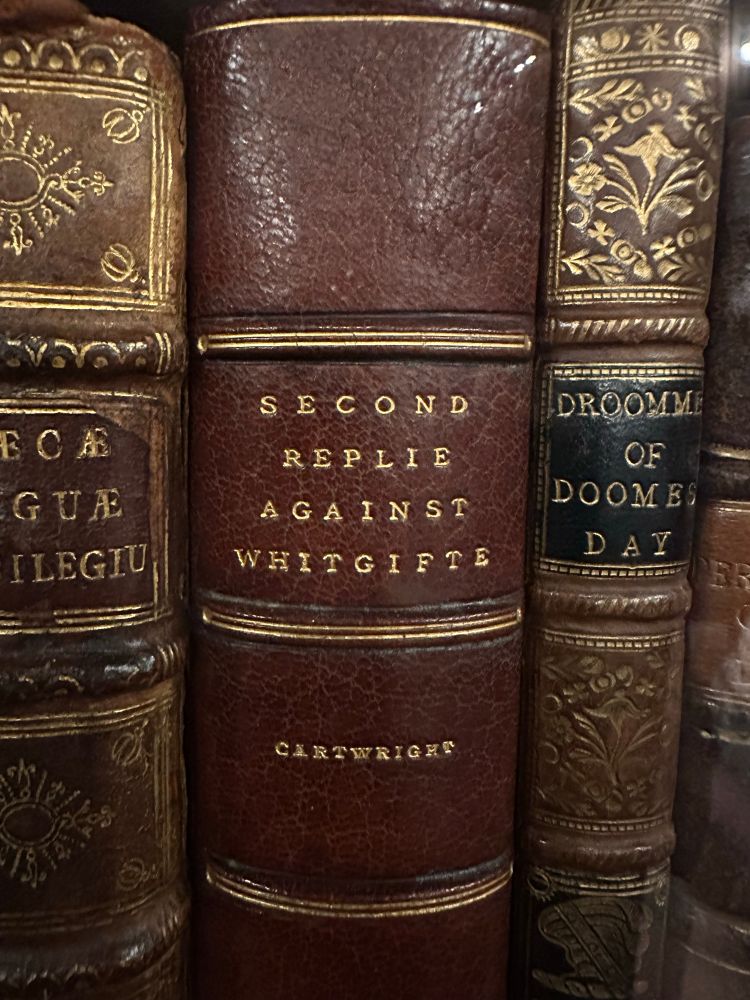 ECÆ
GUÆ
ILEGIU
SECOND
REPLIE
AGAINST
WHITGIFTE
CARTWRIGHT
DROOMME
OF
DOOMES
DAY